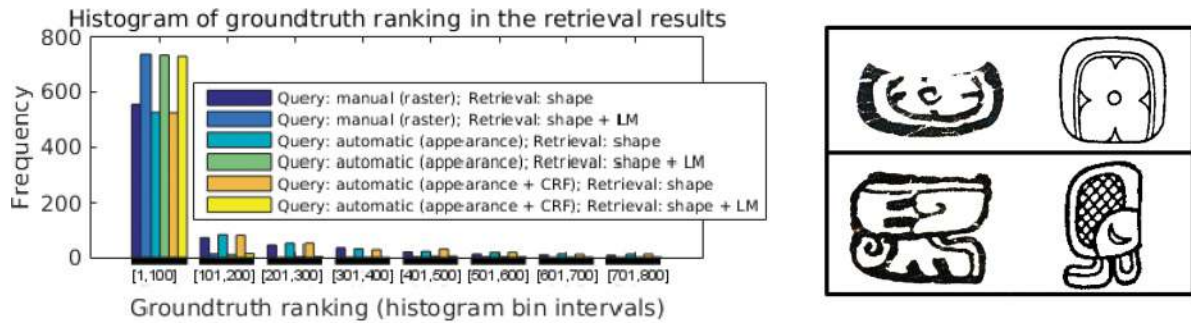 Histogram of groundtruth ranking in the retrieval results
800
600
400
200
0
Frequency
Query: manual (raster); Retrieval: shape
Query: manual (raster); Retrieval: shape + LM
Query: automatic (appearance); Retrieval: shape
Query: automatic (appearance); Retrieval: shape + LM
Query: automatic (appearance + CRF); Retrieval: shape
Query: automatic (appearance + CRF); Retrieval: shape + LM
[1,100] [101,200] [201,300] [301,400] [401,500] [501,600] [601,700] [701,800]
Groundtruth ranking (histogram bin intervals)